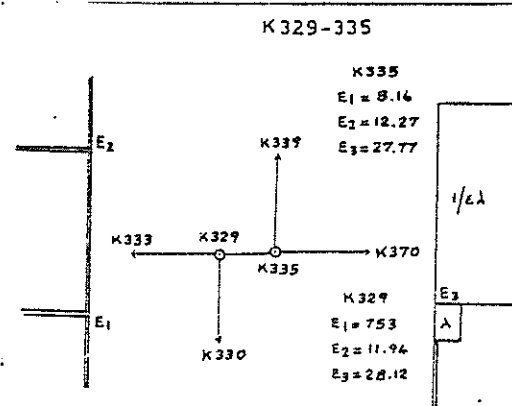 K329-335
K335
E1 = 8.16
E2 = 12.27
E3 = 27.77
E2
K339
1/ελ
K333
K329
K335
K370
K329
E1 = 753
E2 = 11.94
E3 = 28.12
E3
λ
E1
K330